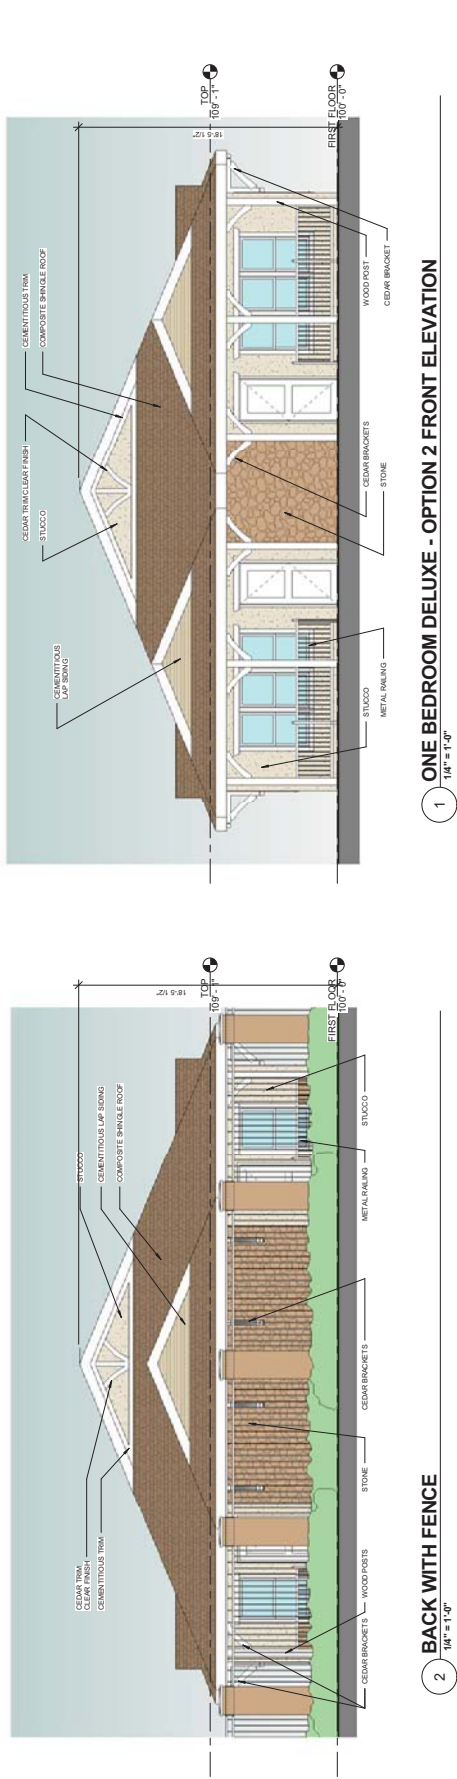 CEDAR TRIM
CLEAR FINISH
CEMENTITIOUS TRIM
STUCCO
CEMENTITIOUS LAP SIDING
COMPOSITE SHINGLE ROOF
18'-5 1/2"
TOP
109' - 1"
FIRST FLOOR
100' - 0"
CEDAR BRACKETS
WOOD POSTS
STONE
CEDAR BRACKETS
METAL RAILING
STUCCO
2
BACK WITH FENCE
1/4" = 1'-0"
CEMENTITIOUS
LAP SIDING
STUCCO
CEDAR TRIM CLEAR FINISH
CEMENTITIOUS TRIM
COMPOSITE SHINGLE ROOF
18'-5 1/2"
TOP
109' - 1"
FIRST FLOOR
100' - 0"
STUCCO
METAL RAILING
CEDAR BRACKETS
STONE
WOOD POST
CEDAR BRACKET
1
ONE BEDROOM DELUXE - OPTION 2 FRONT ELEVATION
1/4" = 1'-0"